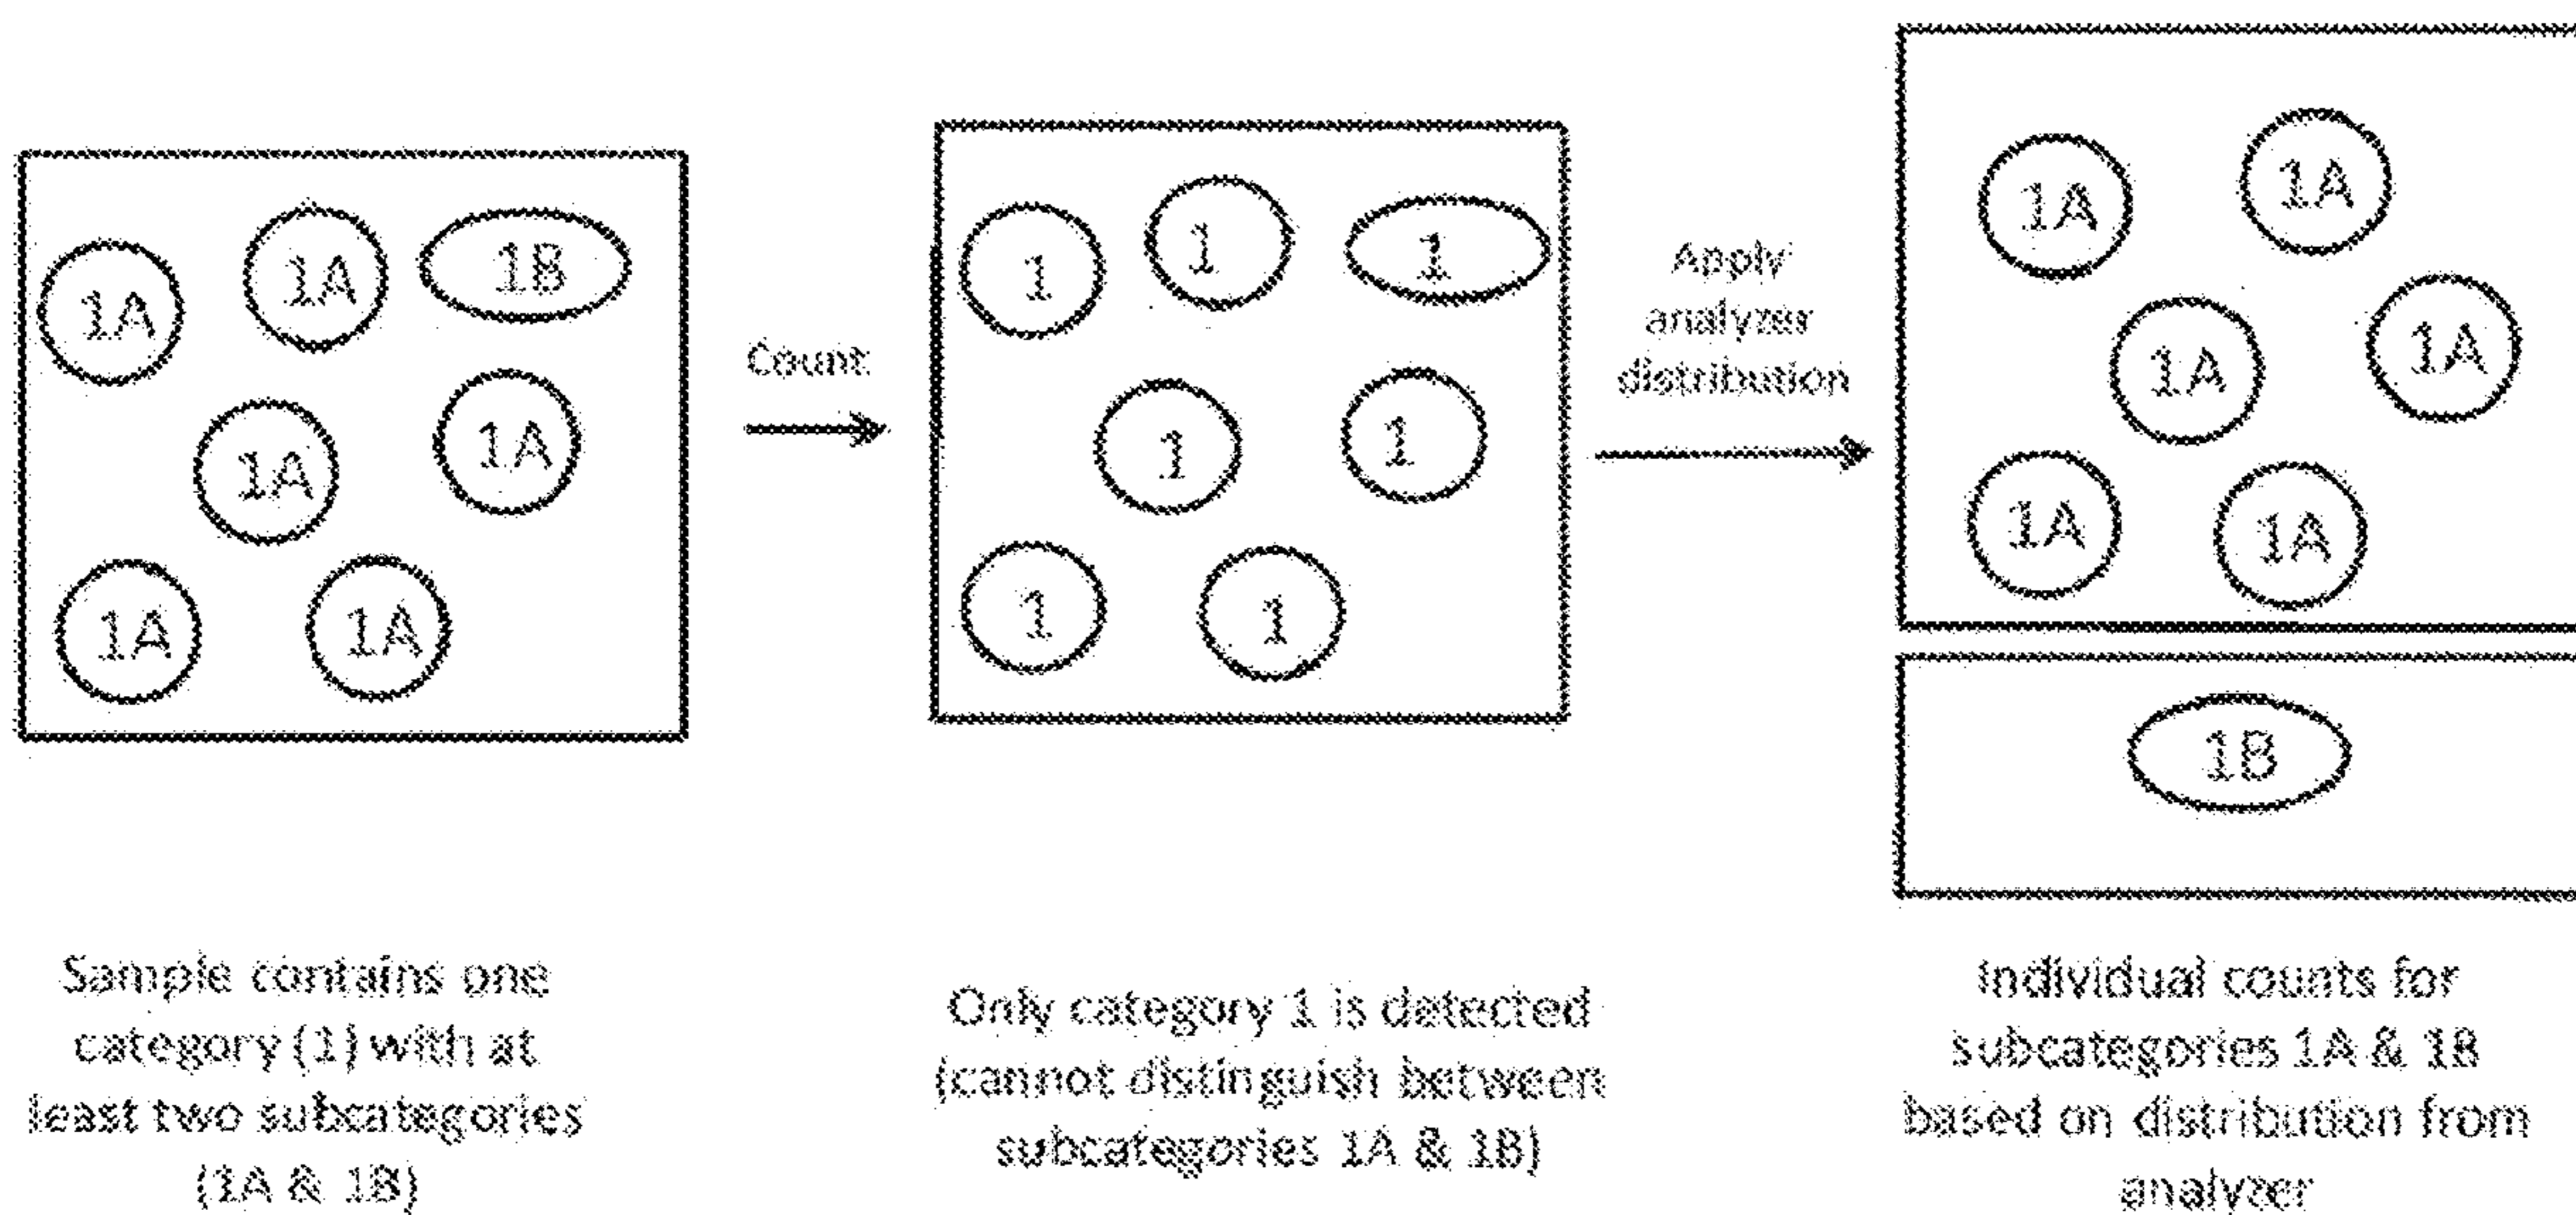 1A
1A
1B
1A
1A
1A
1A
Count
1
1
1
1
1
1
1
Apply
analyzer
distribution
1A
1A
1A
1A
1A
1A
1B
Sample contains one
category (1) with at
least two subcategories
(1A & 1B)
Only category 1 is detected
(cannot distinguish between
subcategories 1A & 1B)
Individual counts for
subcategories 1A & 1B
based on distribution from
analyzer